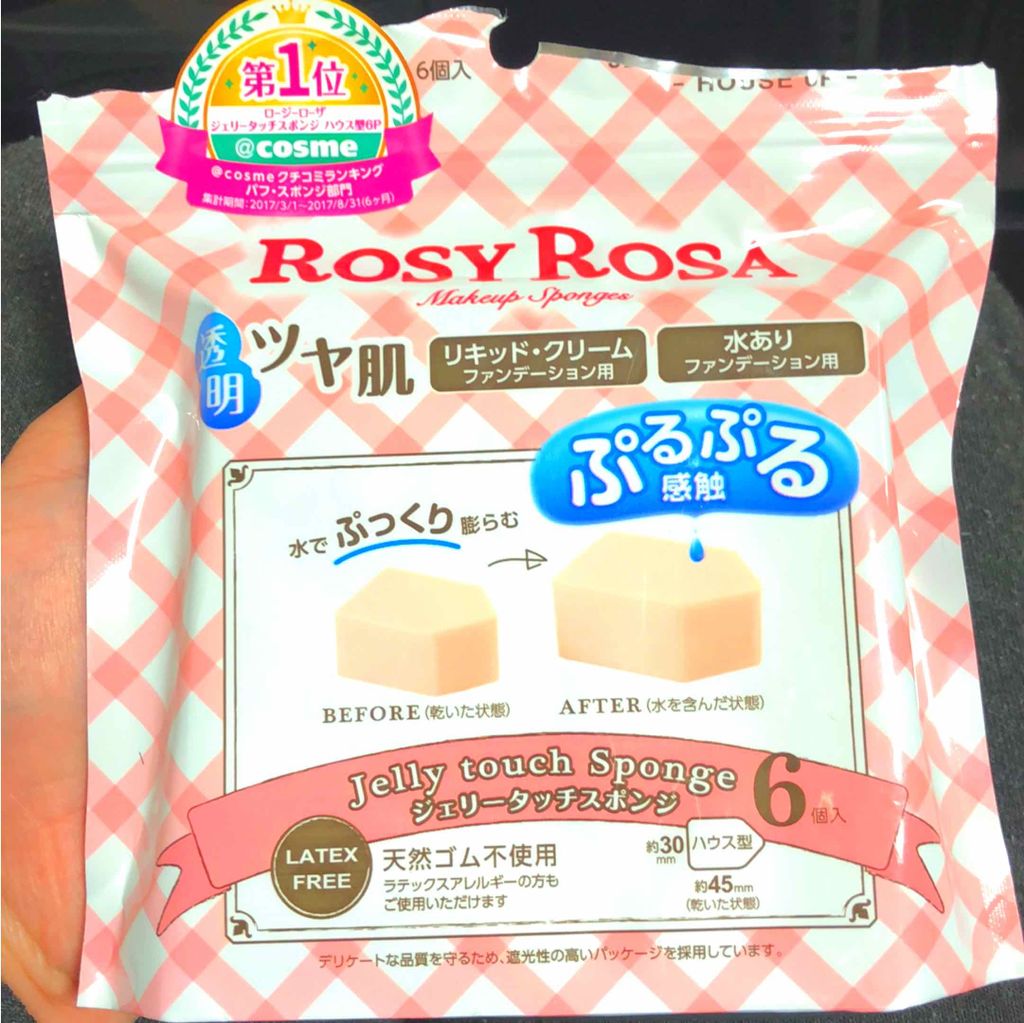 第1位
ロージーローザ
ジェリータッチスポンジ ハウス型6P
@cosme
@cosmeクチコミランキング
パフ・スポンジ部門
集計期間:2017/3/1〜2017/8/31(6ヶ月)
6個入
ROSY ROSA
Makeup Sponges
透明
ツヤ肌
リキッド・クリーム
ファンデーション用
水あり
ファンデーション用
ぷるぷる
感触
水で ぷっくり 膨らむ
BEFORE (乾いた状態)
AFTER (水を含んだ状態)
Jelly touch Sponge
ジェリータッチスポンジ
6個入
LATEX
FREE
天然ゴム不使用
ラテックスアレルギーの方も
ご使用いただけます
約30mm
ハウス型
約45mm
(乾いた状態)
デリケートな品質を守るため、遮光性の高いパッケージを採用しています。